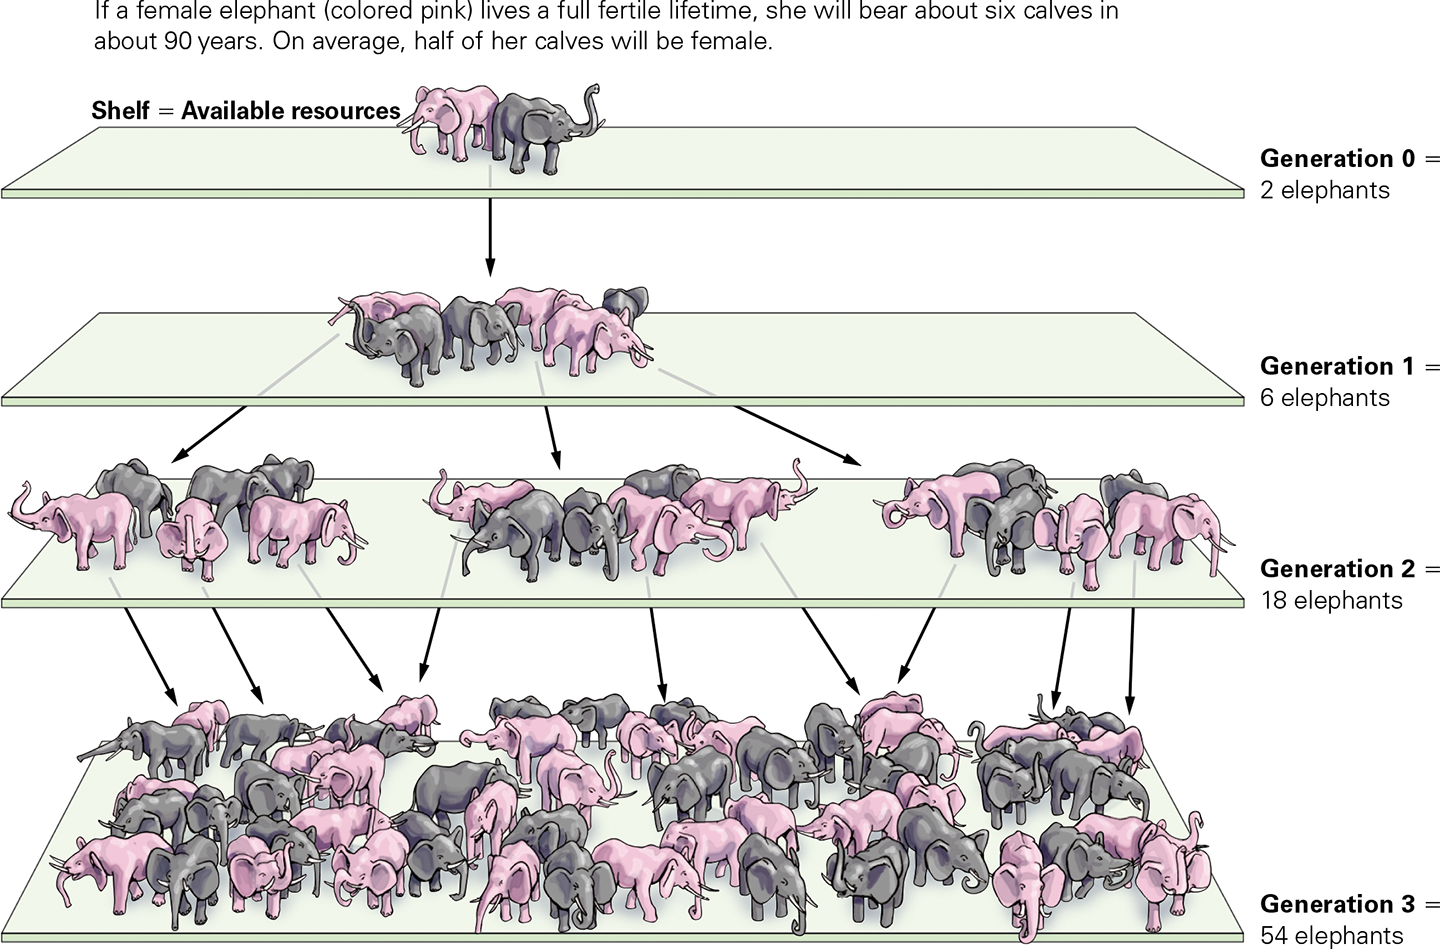 If a female elephant (colored pink) lives a full fertile lifetime, she will bear about six calves in
about 90 years. On average, half of her calves will be female.
Shelf = Available resources
Generation 0 =
2 elephants
Generation 1 =
6 elephants
Generation 2 =
18 elephants
Generation 3 =
54 elephants